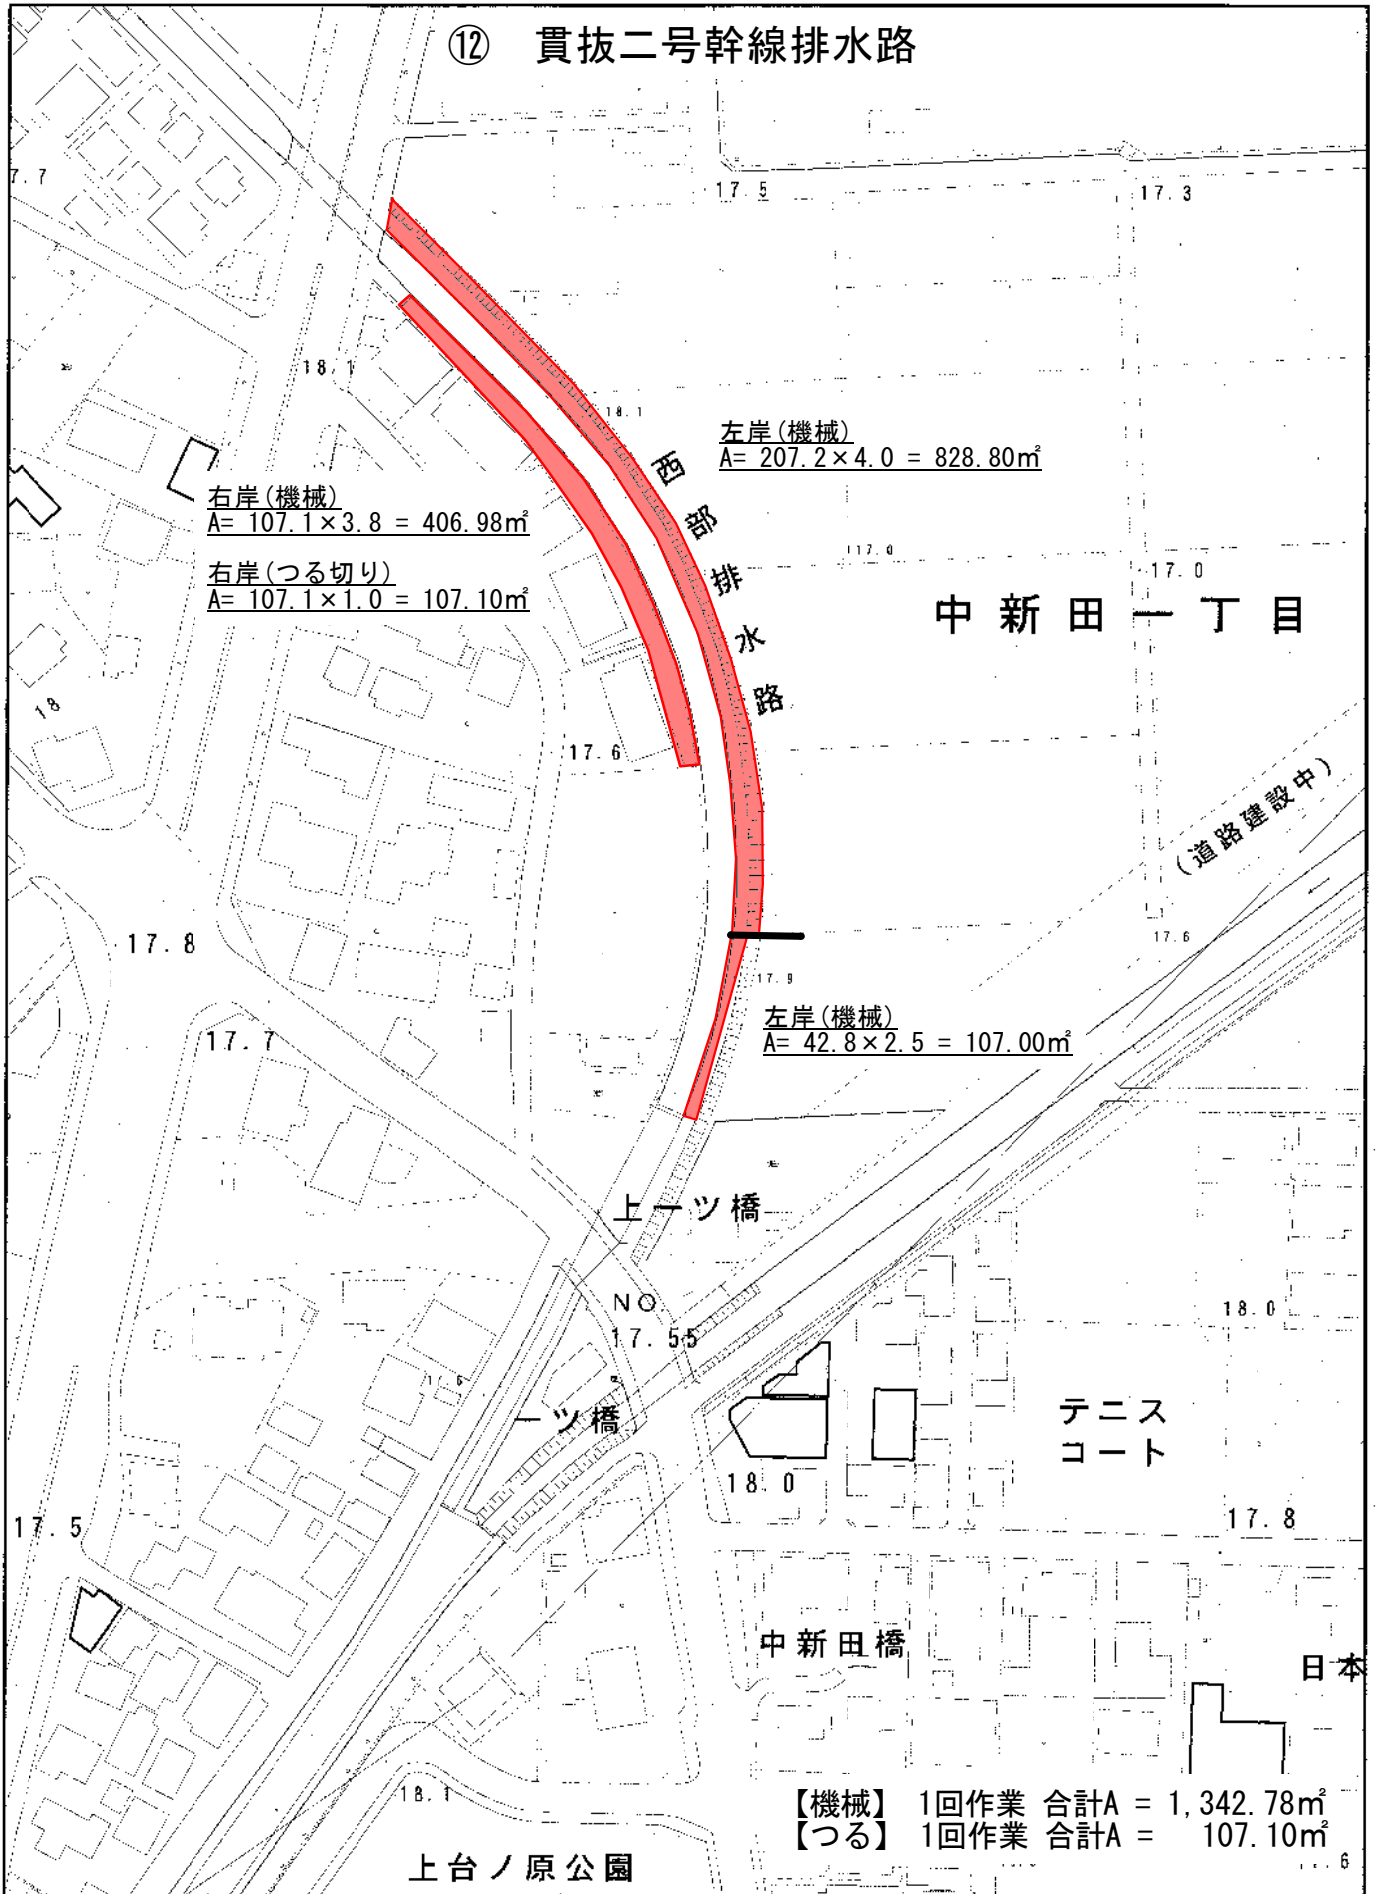 ⑫ 貫抜二号幹線排水路
7.7
17.5
17.3
18.1
18.1
左岸(機械)
A= 207.2×4.0 = 828.80㎡
西部排水路
右岸(機械)
A= 107.1×3.8 = 406.98㎡
17.0
17.0
右岸(つる切り)
A= 107.1×1.0 = 107.10㎡
中新田一丁目
18
17.6
(道路建設中)
17.8
17.6
17.9
左岸(機械)
A= 42.8×2.5 = 107.00㎡
17.7
上一ツ橋
NO
17.55
18.0
17.6
一ツ橋
テニス
コート
18.0
17.5
17.8
中新田橋
日本
18.1
【機械】 1回作業 合計A = 1,342.78㎡
【つる】 1回作業 合計A = 107.10㎡
上台ノ原公園